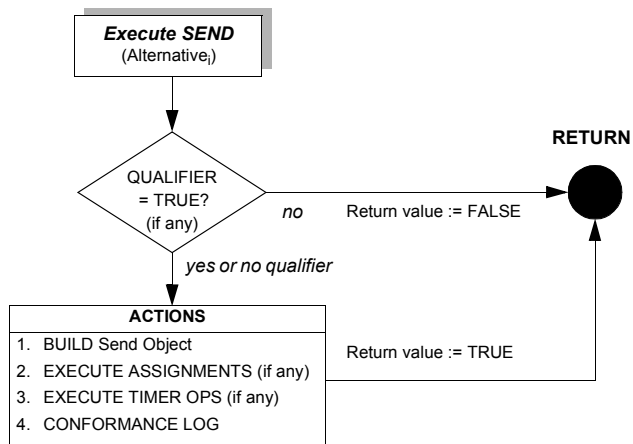 Execute SEND
(Alternativeᵢ)
RETURN
QUALIFIER
= TRUE?
(if any)
no
Return value := FALSE
yes or no qualifier
ACTIONS
1. BUILD Send Object
2. EXECUTE ASSIGNMENTS (if any)
3. EXECUTE TIMER OPS (if any)
4. CONFORMANCE LOG
Return value := TRUE